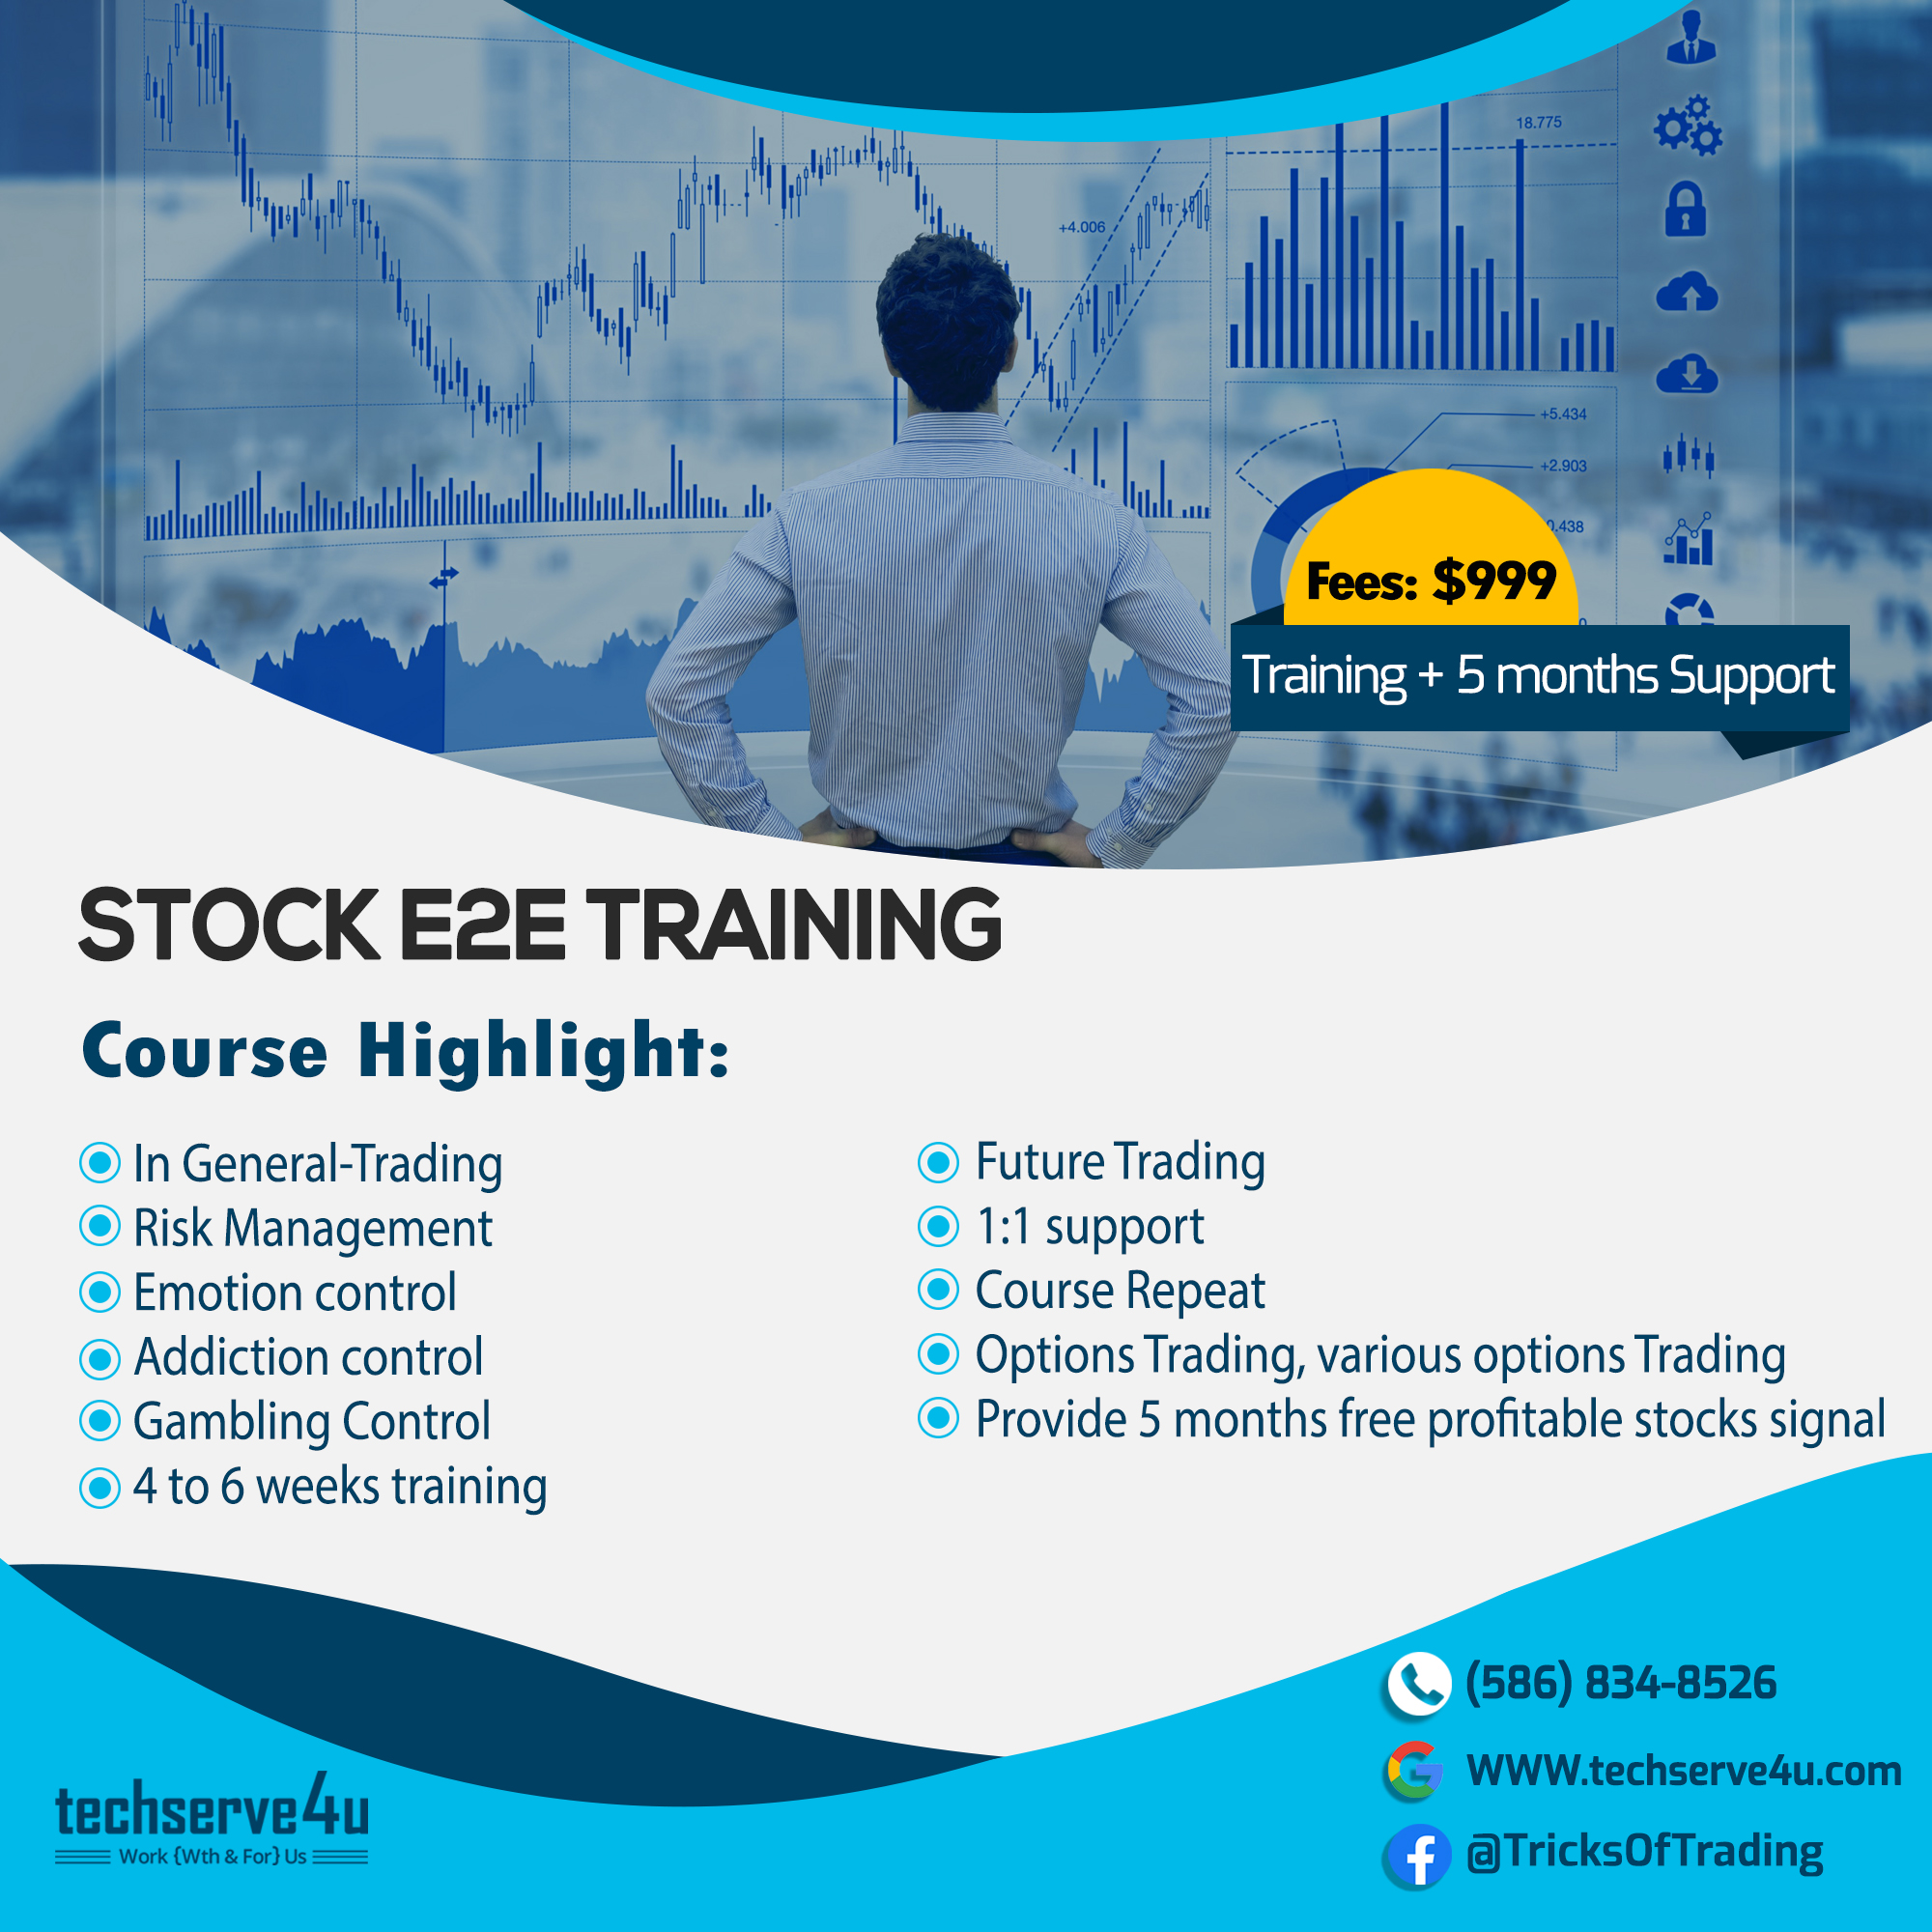 18.775
+4.006
+5.434
+2.903
0.438
Fees: $999
Training + 5 months Support
STOCK E2E TRAINING
Course Highlight:
In General-Trading
Risk Management
Emotion control
Addiction control
Gambling Control
4 to 6 weeks training
Future Trading
1:1 support
Course Repeat
Options Trading, various options Trading
Provide 5 months free profitable stocks signal
(586) 834-8526
WWW.techserve4u.com
@TricksOfTrading
techserve4u
Work {Wth & For} Us